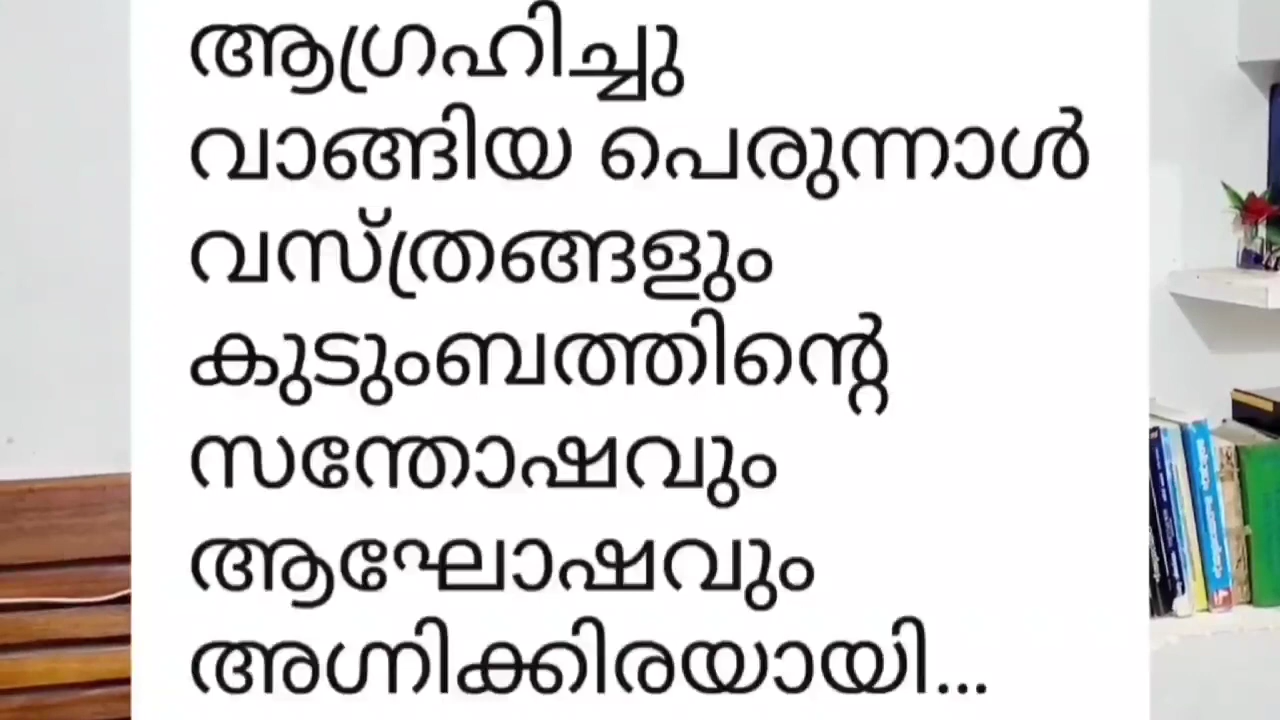 ആഗ്രഹിച്ചു
വാങ്ങിയ പെരുന്നാൾ
വസ്ത്രങ്ങളും
കുടുംബത്തിന്റെ
സന്തോഷവും
ആഘോഷവും
അഗ്നിക്കിരയായി...